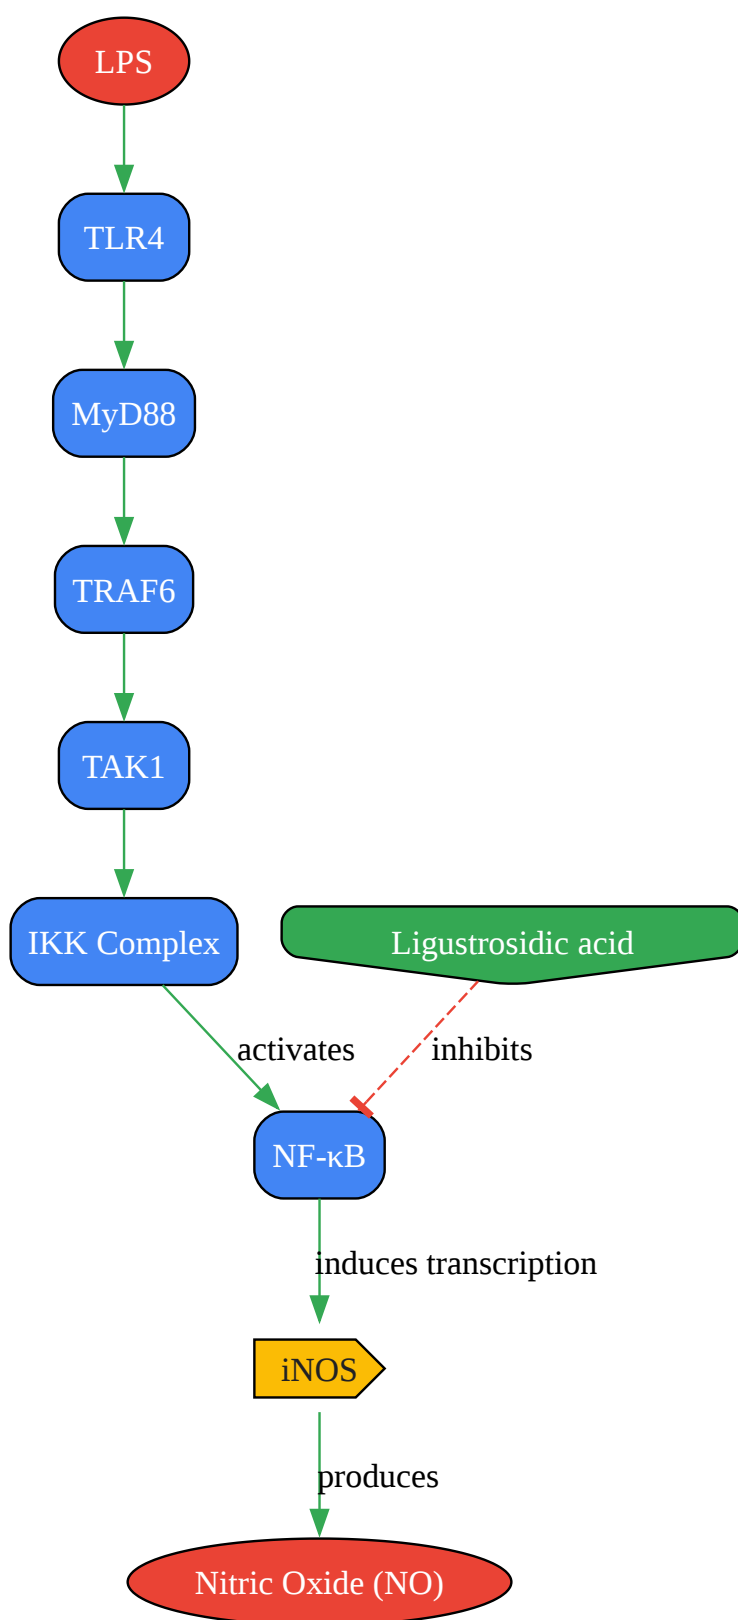 LPS
TLR4
MyD88
TRAF6
TAK1
IKK Complex
Ligustrosidic acid
activates
inhibits
NF-κB
induces transcription
iNOS
produces
Nitric Oxide (NO)